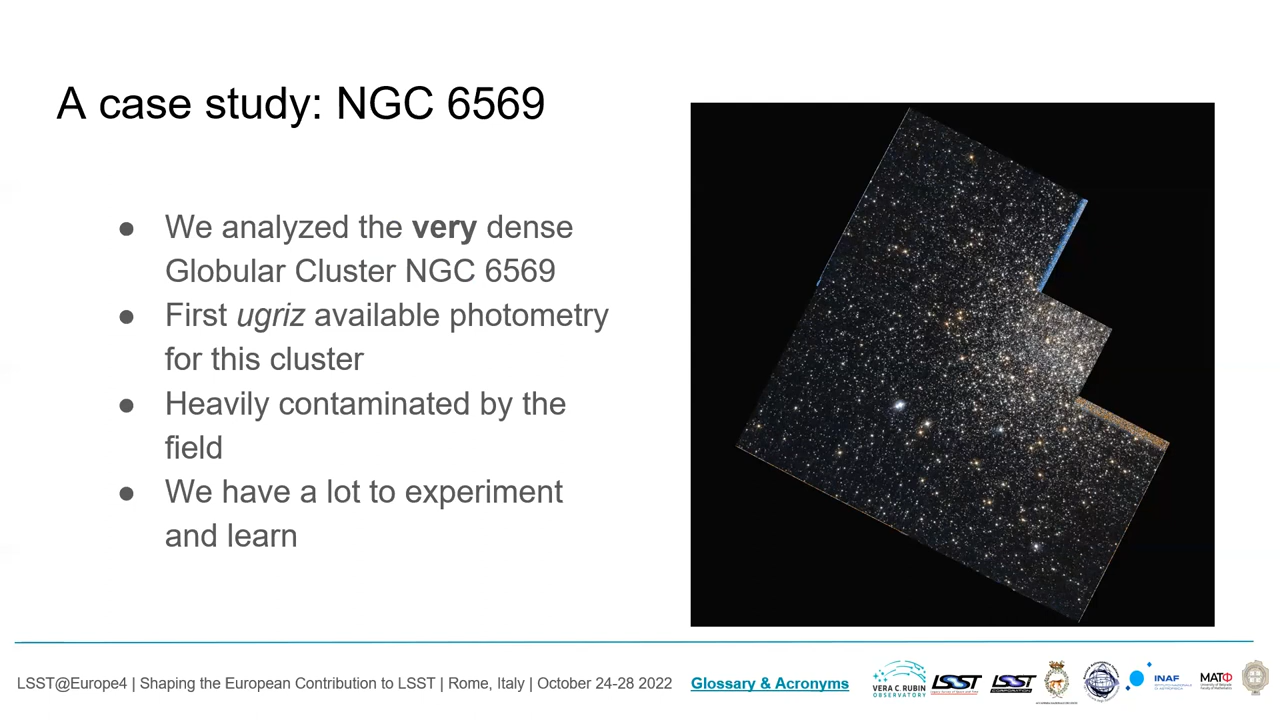 A case study: NGC 6569
● We analyzed the very dense
Globular Cluster NGC 6569
● First ugriz available photometry
for this cluster
● Heavily contaminated by the
field
● We have a lot to experiment
and learn
LSST@Europe4 | Shaping the European Contribution to LSST | Rome, Italy | October 24-28 2022
Glossary & Acronyms
VERA C. RUBIN
OBSERVATORY
LSST
LSST
CORPORATION
INAF
MATF